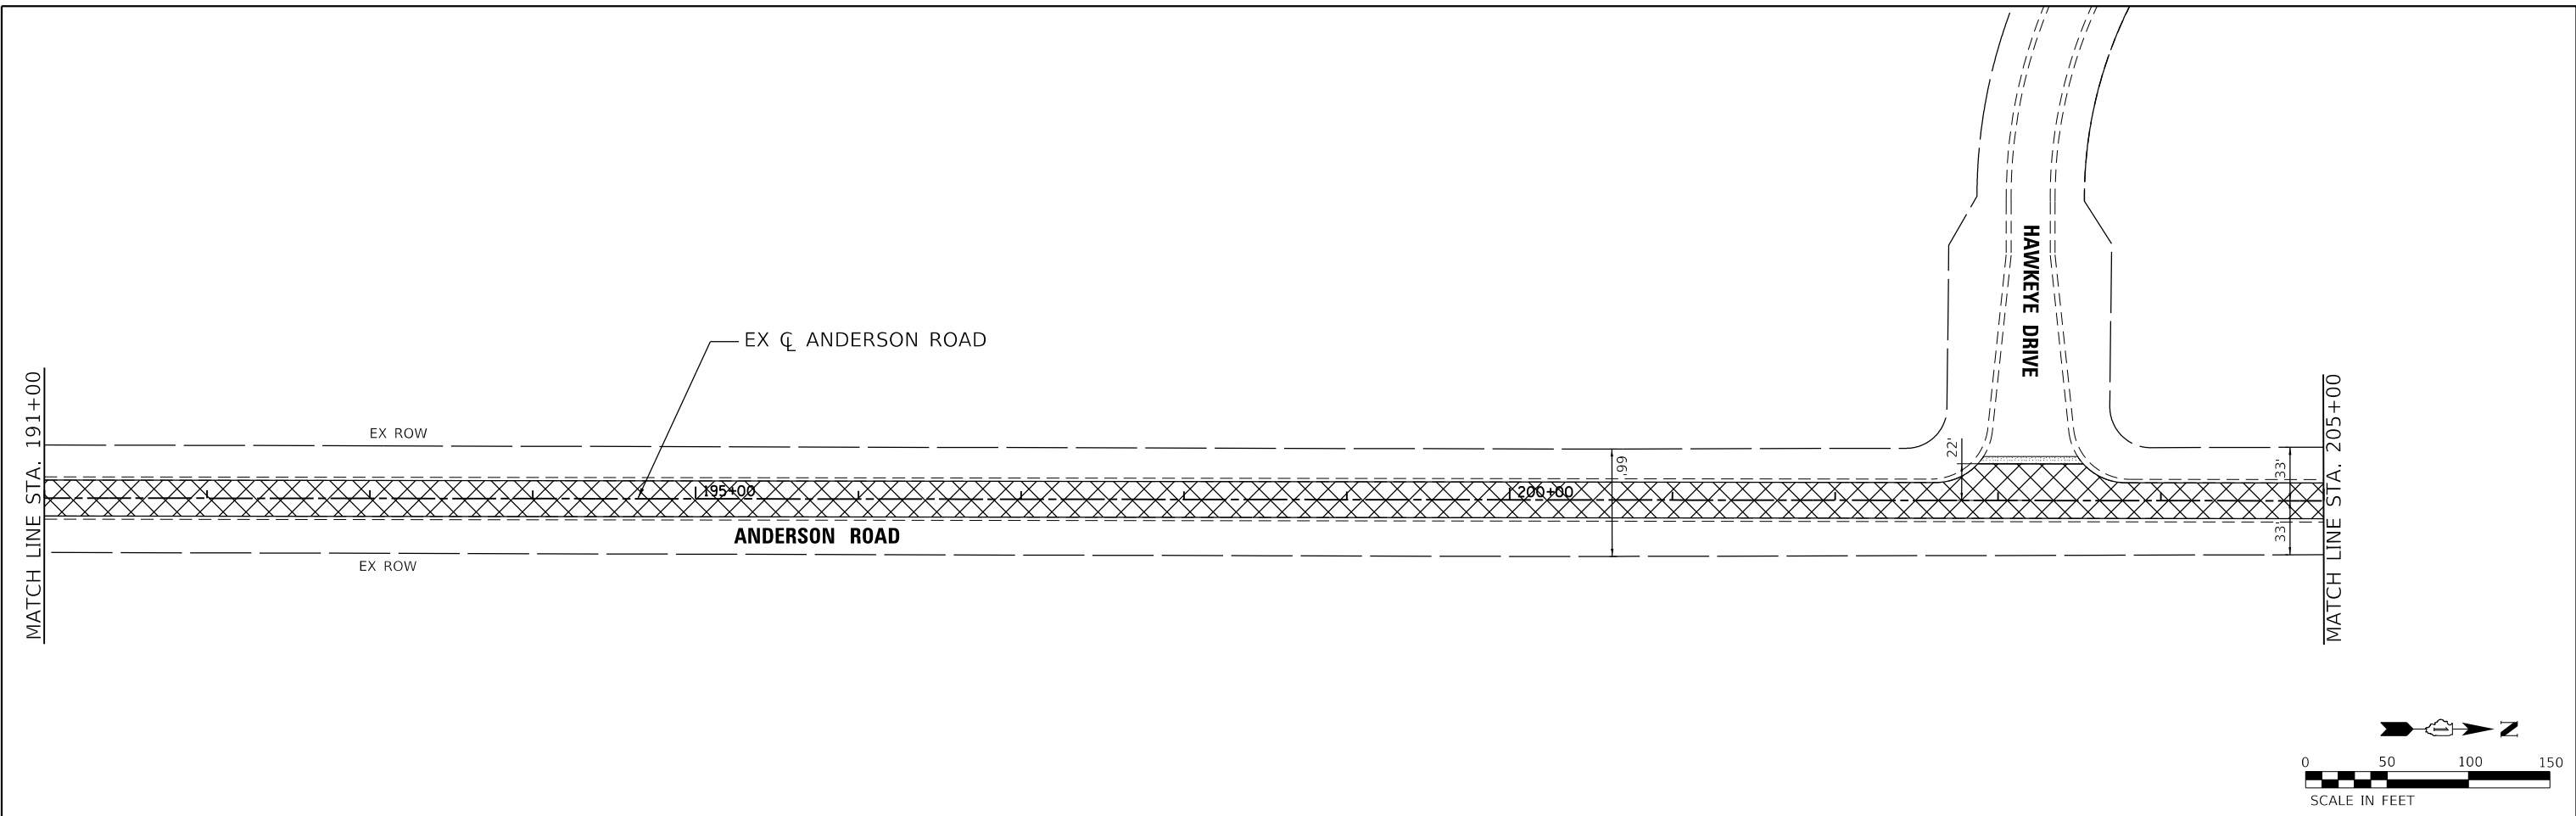 HAWKEYE DRIVE
EX ℄ ANDERSON ROAD
MATCH LINE STA. 191+00
MATCH LINE STA. 205+00
EX ROW
22'
66'
33'
195+00
200+00
33'
ANDERSON ROAD
EX ROW
N
0 50 100 150
SCALE IN FEET